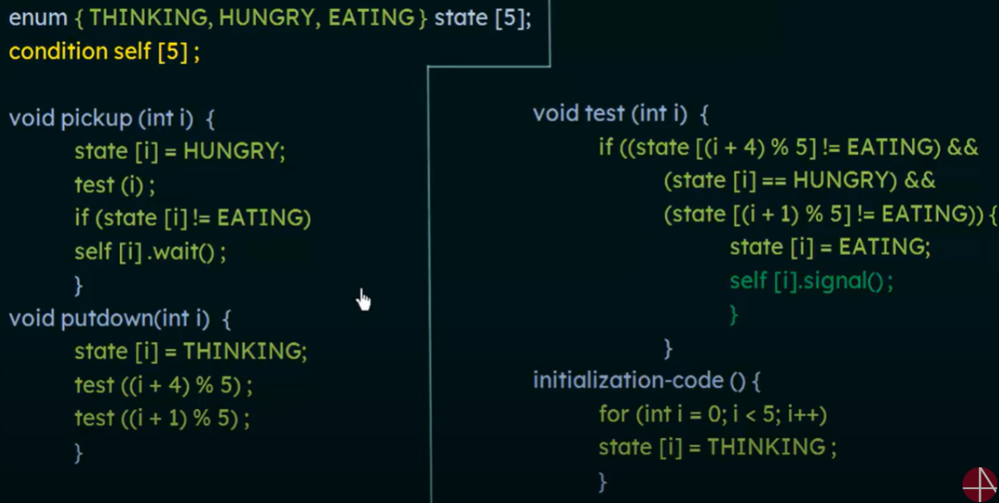 enum { THINKING, HUNGRY, EATING } state [5];
condition self [5] ;
void pickup (int i) {
state [i] = HUNGRY;
test (i) ;
if (state [i] != EATING)
self [i] .wait() ;
}
void putdown(int i) {
state [i] = THINKING;
test ((i + 4) % 5) ;
test ((i + 1) % 5) ;
}
void test (int i) {
if ((state [(i + 4) % 5] != EATING) &&
(state [i] == HUNGRY) &&
(state [(i + 1) % 5] != EATING)) {
state [i] = EATING;
self [i].signal() ;
}
}
initialization-code () {
for (int i = 0; i < 5; i++)
state [i] = THINKING ;
}